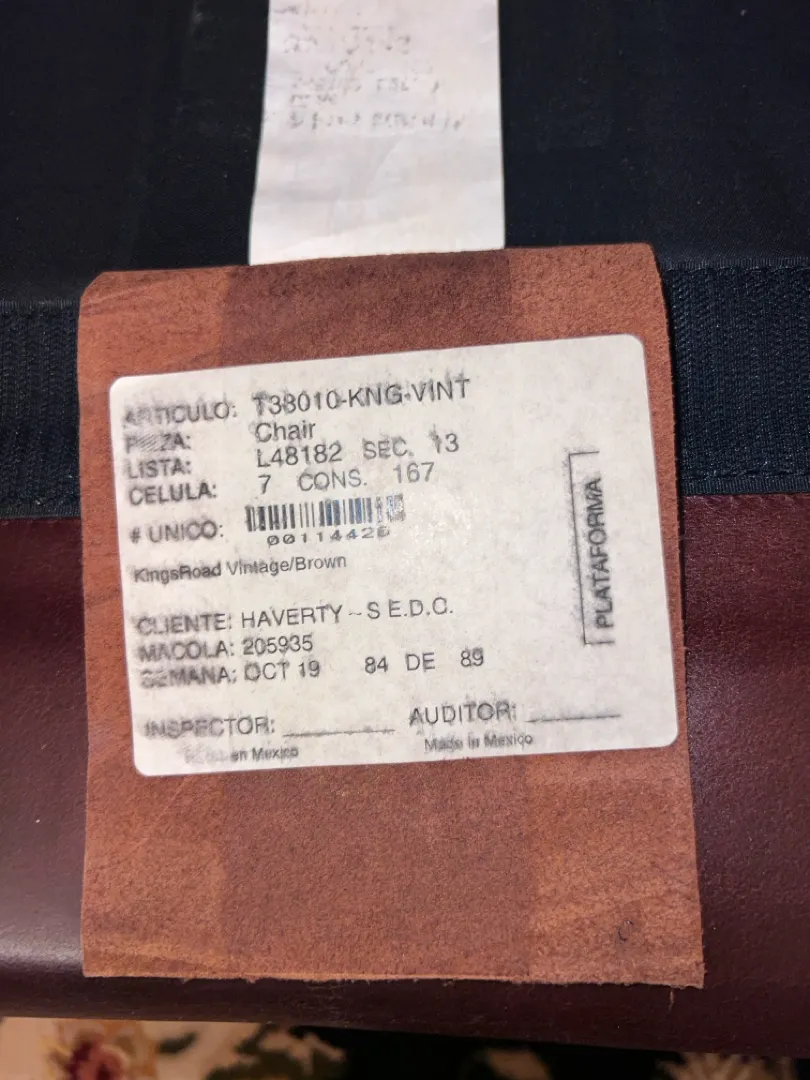 ARTICULO: T38010-KNG-VINT
PIEZA: Chair
LISTA: L48182 SEC. 13
CELULA: 7 CONS. 167
# UNICO:
KingsRoad Vintage/Brown
CLIENTE: HAVERTY-S E.D.C.
MACOLA: 205935
SEMANA: OCT 19 84 DE 89
INSPECTOR: AUDITOR:
en Mexico Made in Mexico
PLATAFORMA